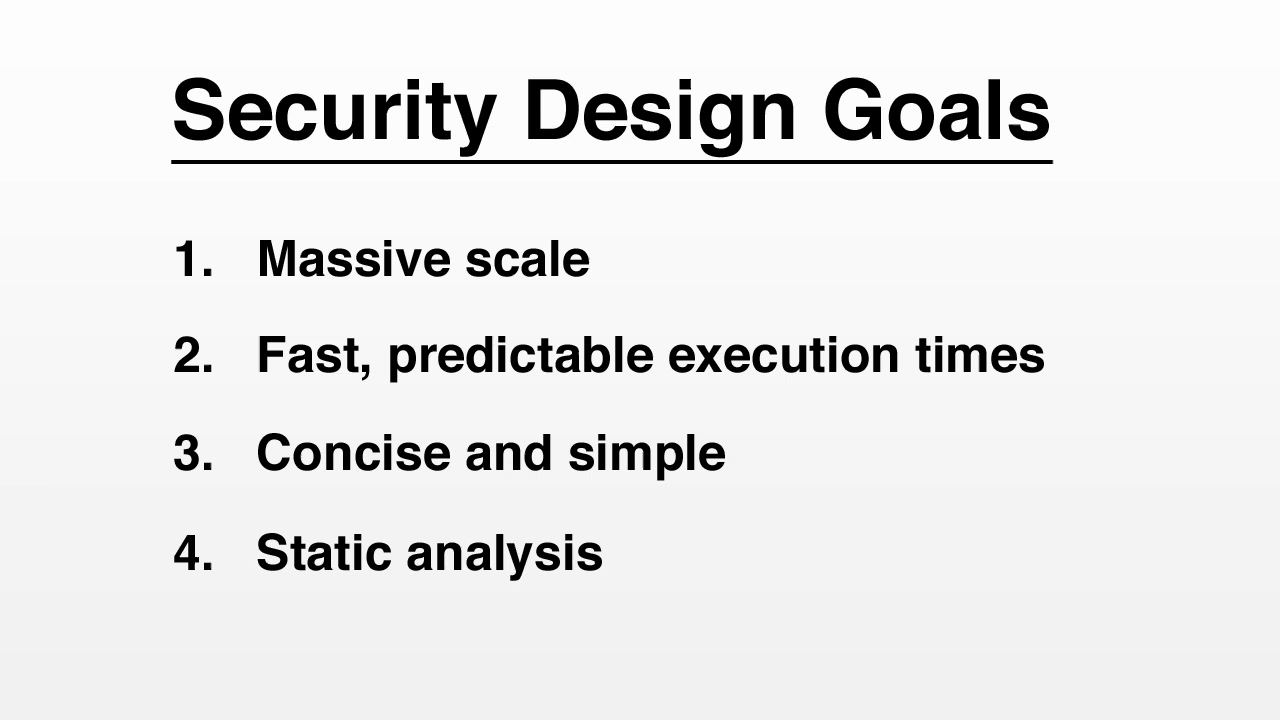 Security Design Goals
1. Massive scale
2. Fast, predictable execution times
3. Concise and simple
4. Static analysis